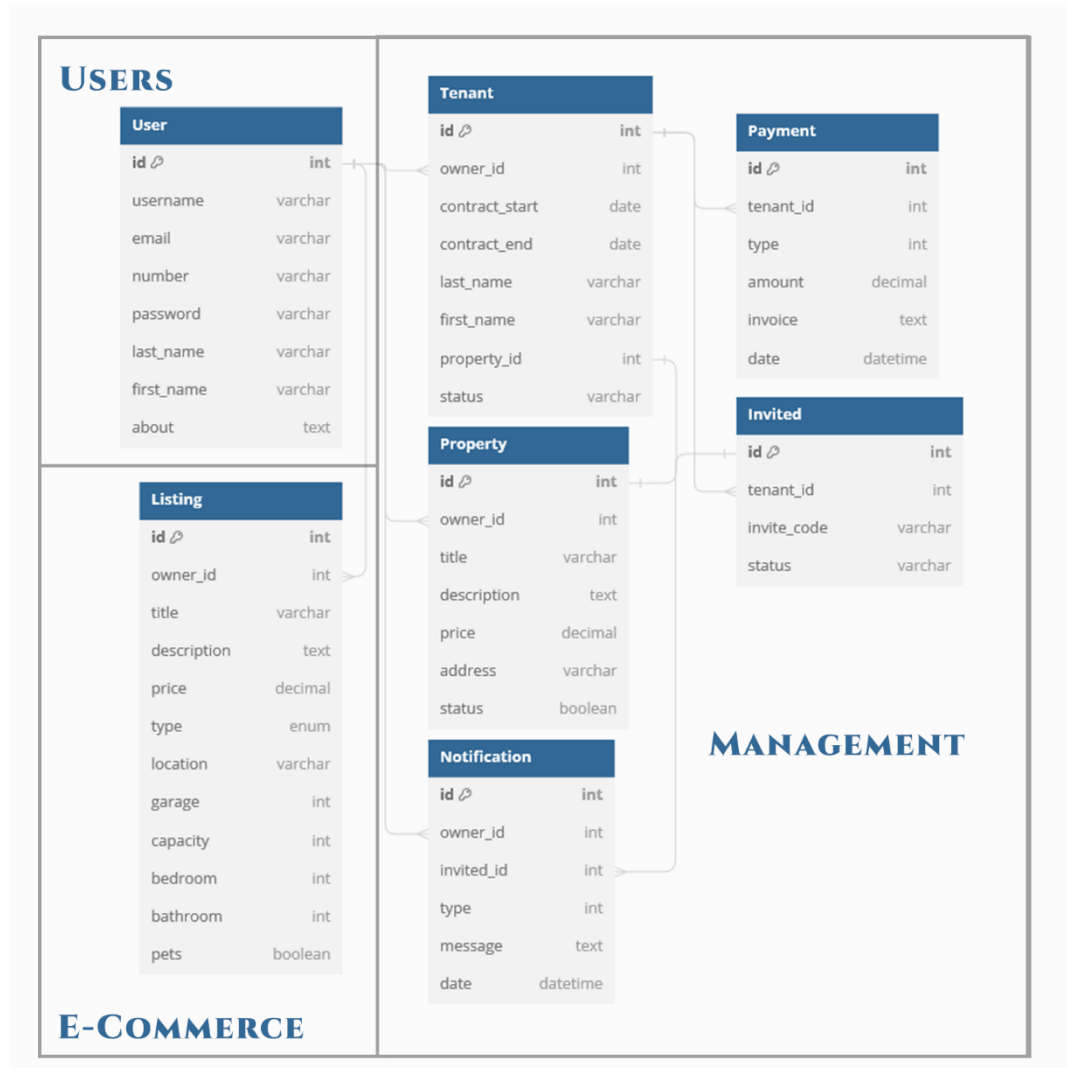 USERS
User
id int
username varchar
email varchar
number varchar
password varchar
last_name varchar
first_name varchar
about text
Listing
id int
owner_id int
title varchar
description text
price decimal
type enum
location varchar
garage int
capacity int
bedroom int
bathroom int
pets boolean
E-COMMERCE
Tenant
id int
owner_id int
contract_start date
contract_end date
last_name varchar
first_name varchar
property_id int
status varchar
Property
id int
owner_id int
title varchar
description text
price decimal
address varchar
status boolean
Notification
id int
owner_id int
invited_id int
type int
message text
date datetime
Payment
id int
tenant_id int
type int
amount decimal
invoice text
date datetime
Invited
id int
tenant_id int
invite_code varchar
status varchar
MANAGEMENT